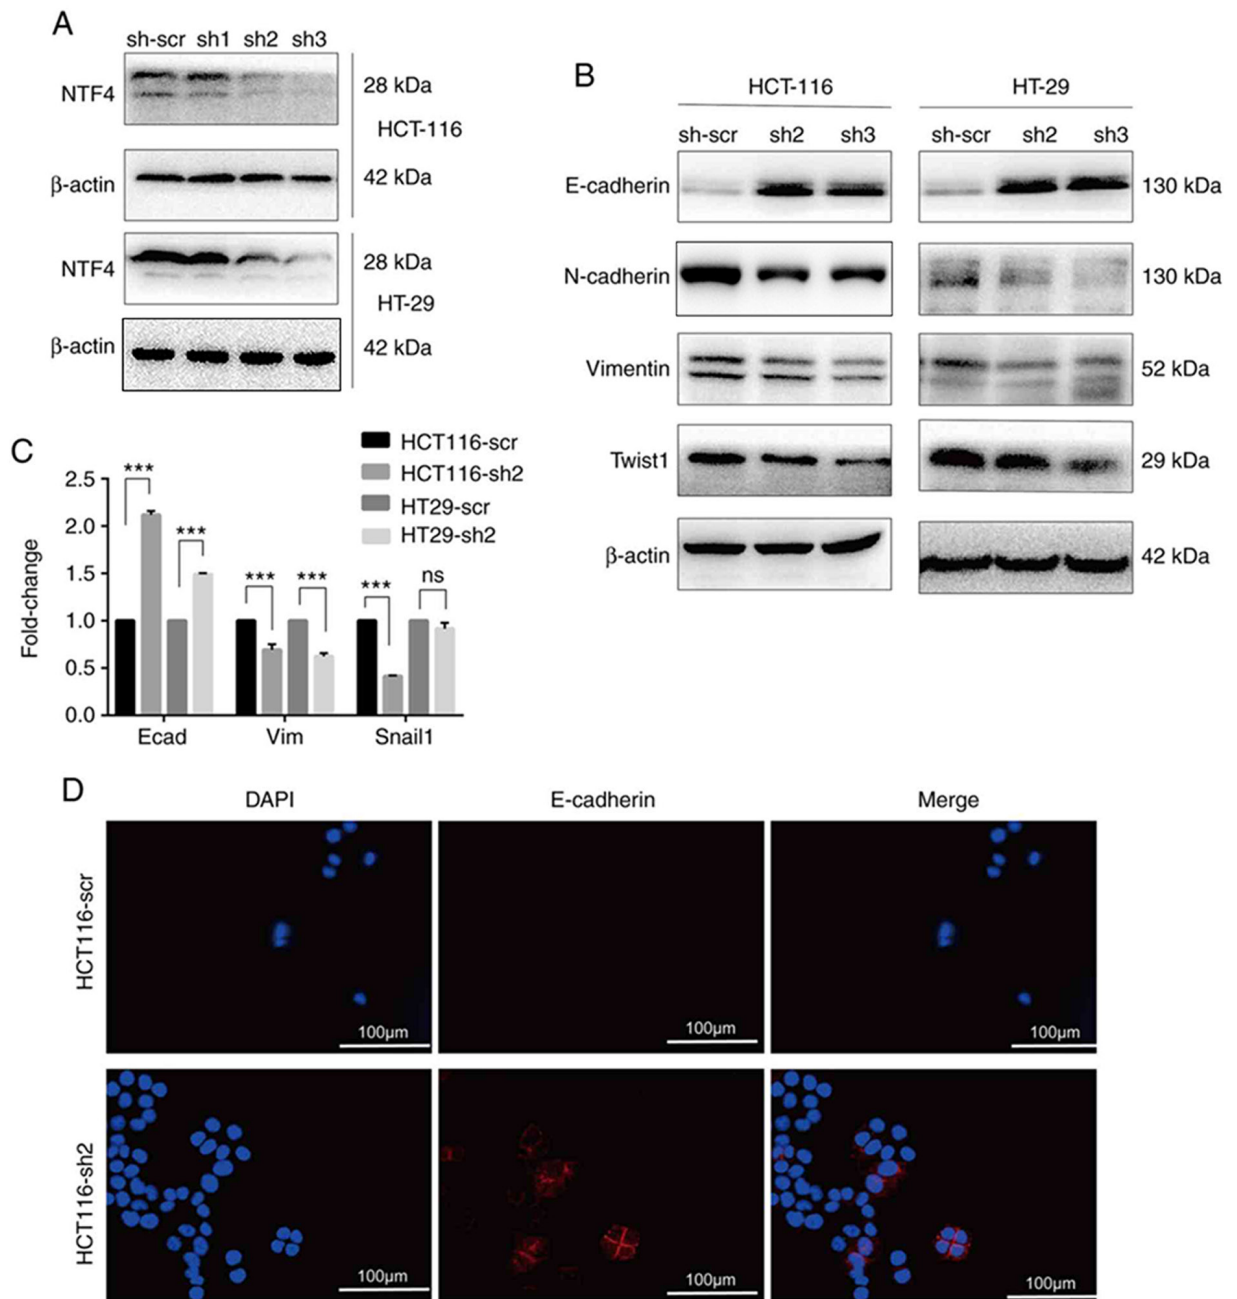 A
sh-scr sh1 sh2 sh3
NTF4 28 kDa
HCT-116
β-actin 42 kDa
NTF4 28 kDa
HT-29
β-actin 42 kDa
B
HCT-116 HT-29
sh-scr sh2 sh3 sh-scr sh2 sh3
E-cadherin 130 kDa
N-cadherin 130 kDa
Vimentin 52 kDa
Twist1 29 kDa
β-actin 42 kDa
C
HCT116-scr
HCT116-sh2
HT29-scr
HT29-sh2
Fold-change
2.5
2.0
1.5
1.0
0.5
0.0
*** *** *** *** *** ns
Ecad Vim Snail1
D
DAPI E-cadherin Merge
HCT116-scr
100µm 100µm 100µm
HCT116-sh2
100µm 100µm 100µm